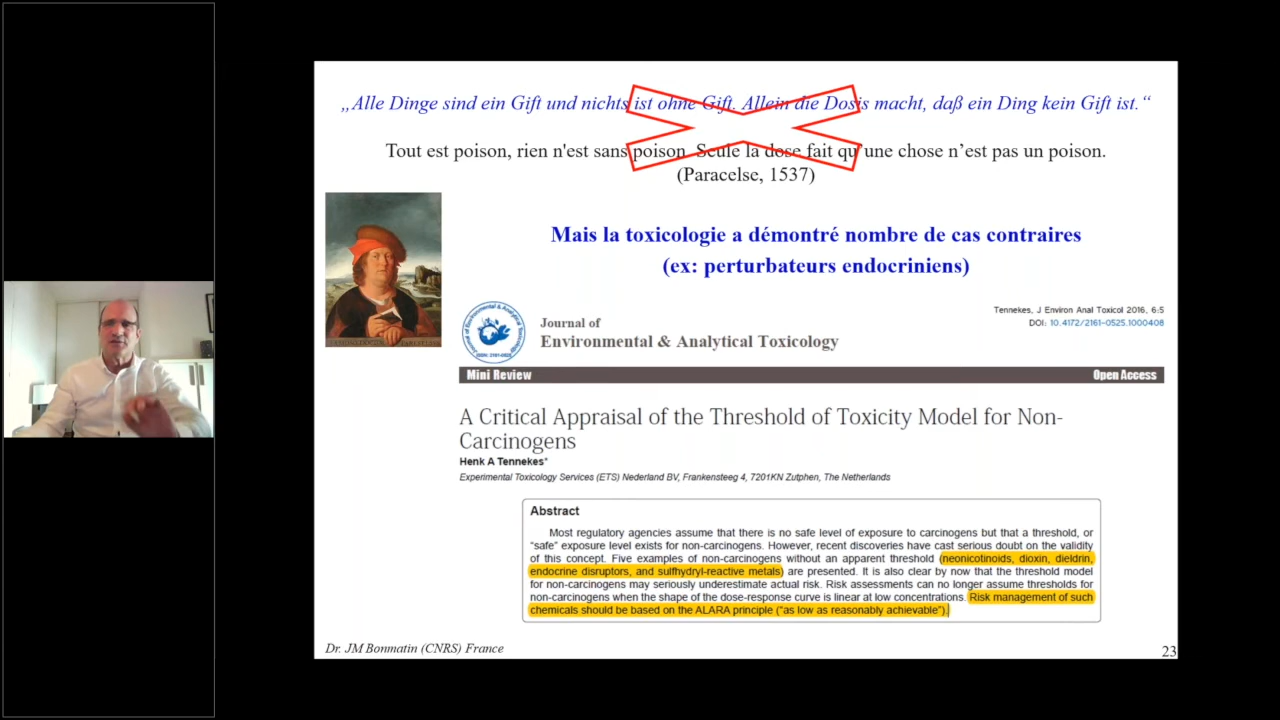 „Alle Dinge sind ein Gift und nichts ist ohne Gift. Allein die Dosis macht, daß ein Ding kein Gift ist.“
Tout est poison, rien n'est sans poison. Seule la dose fait qu'une chose n’est pas un poison.
(Paracelse, 1537)
Mais la toxicologie a démontré nombre de cas contraires
(ex: perturbateurs endocriniens)
Tennekes, J Environ Anal Toxicol 2016, 6:5
DOI: 10.4172/2161-0525.1000408
Journal of
Environmental & Analytical Toxicology
Mini Review
Open Access
A Critical Appraisal of the Threshold of Toxicity Model for Non-
Carcinogens
Henk A Tennekes*
Experimental Toxicology Services (ETS) Nederland BV, Frankensteeg 4, 7201KN Zutphen, The Netherlands
Abstract
Most regulatory agencies assume that there is no safe level of exposure to carcinogens but that a threshold, or
“safe” exposure level exists for non-carcinogens. However, recent discoveries have cast serious doubt on the validity
of this concept. Five examples of non-carcinogens without an apparent threshold (neonicotinoids, dioxin, dieldrin,
endocrine disruptors, and sulfhydryl-reactive metals) are presented. It is also clear by now that the threshold model
for non-carcinogens may seriously underestimate actual risk. Risk assessments can no longer assume thresholds for
non-carcinogens when the shape of the dose-response curve is linear at low concentrations. Risk management of such
chemicals should be based on the ALARA principle (“as low as reasonably achievable”).
Dr. JM Bonmatin (CNRS) France
23